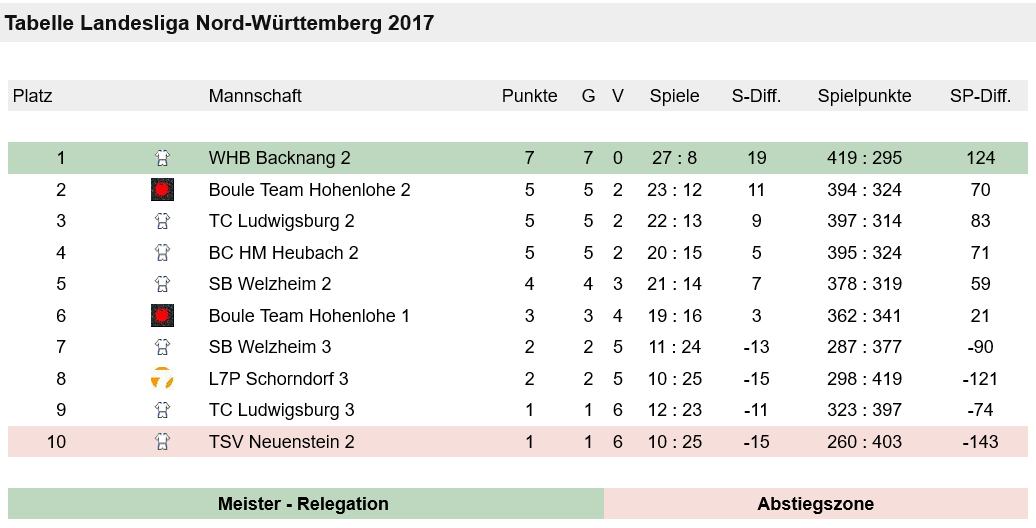 Tabelle Landesliga Nord-Württemberg 2017
Platz Mannschaft Punkte G V Spiele S-Diff. Spielpunkte SP-Diff.
1 WHB Backnang 2 7 7 0 27 : 8 19 419 : 295 124
2 Boule Team Hohenlohe 2 5 5 2 23 : 12 11 394 : 324 70
3 TC Ludwigsburg 2 5 5 2 22 : 13 9 397 : 314 83
4 BC HM Heubach 2 5 5 2 20 : 15 5 395 : 324 71
5 SB Welzheim 2 4 4 3 21 : 14 7 378 : 319 59
6 Boule Team Hohenlohe 1 3 3 4 19 : 16 3 362 : 341 21
7 SB Welzheim 3 2 2 5 11 : 24 -13 287 : 377 -90
8 L7P Schorndorf 3 2 2 5 10 : 25 -15 298 : 419 -121
9 TC Ludwigsburg 3 1 1 6 12 : 23 -11 323 : 397 -74
10 TSV Neuenstein 2 1 1 6 10 : 25 -15 260 : 403 -143
Meister - Relegation Abstiegszone